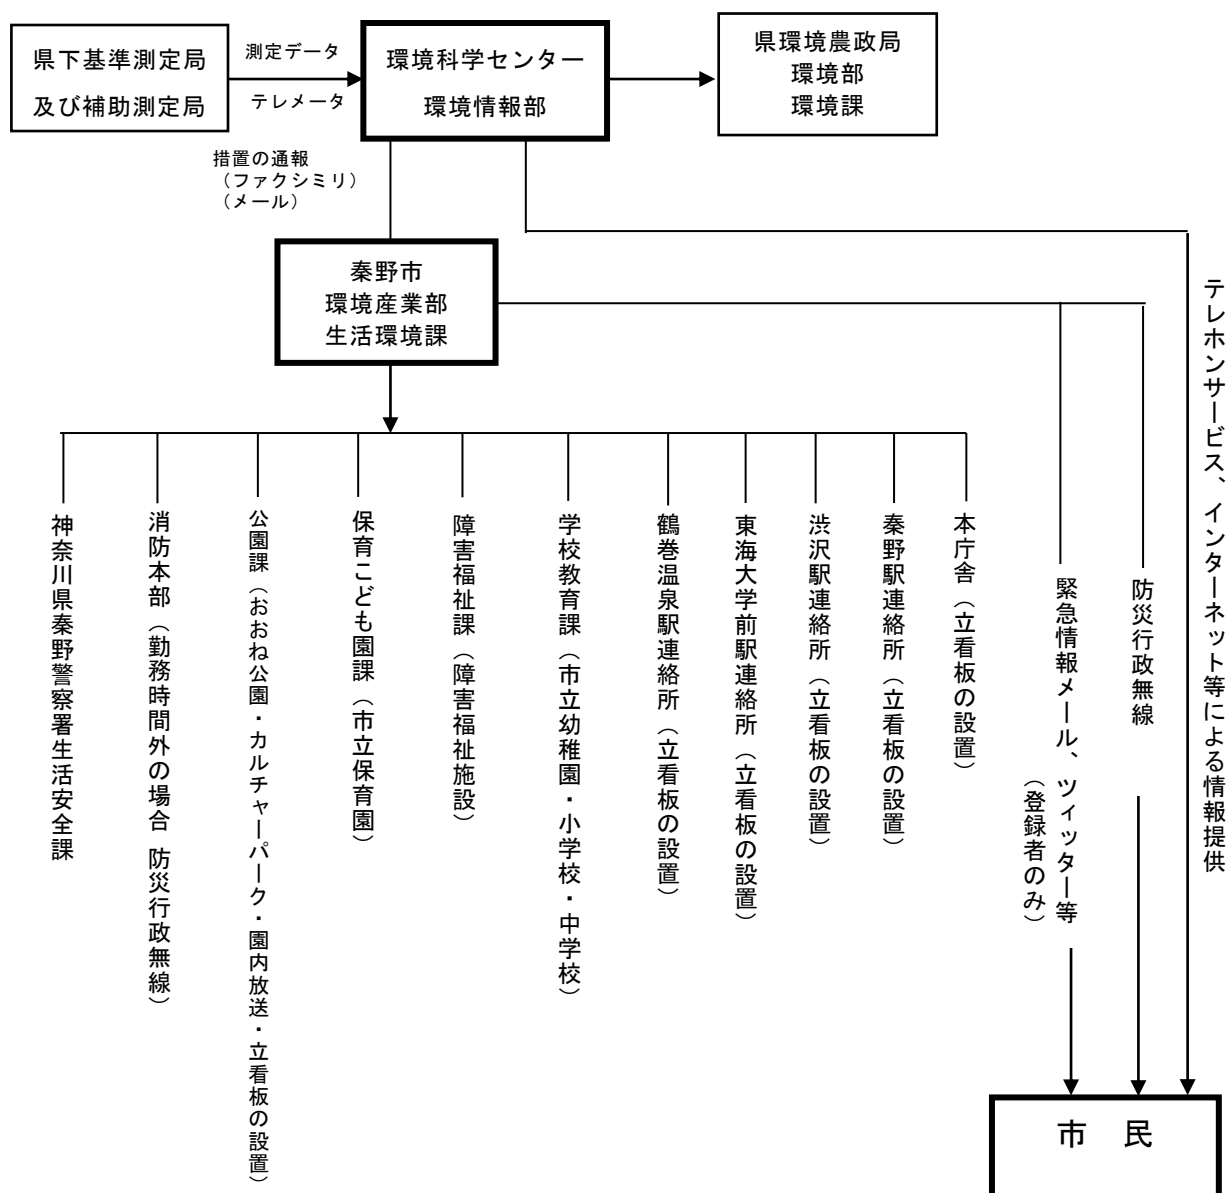 県下基準測定局
及び補助測定局
測定データ
テレメータ
環境科学センター
環境情報部
県環境農政局
環境部
環境課
措置の通報
（ファクシミリ）
（メール）
秦野市
環境産業部
生活環境課
神奈川県秦野警察署生活安全課
消防本部（勤務時間外の場合 防災行政無線）
公園課（おおね公園・カルチャーパーク・園内放送・立看板の設置）
保育こども園課（市立保育園）
障害福祉課（障害福祉施設）
学校教育課（市立幼稚園・小学校・中学校）
鶴巻温泉駅連絡所（立看板の設置）
東海大学前駅連絡所（立看板の設置）
渋沢駅連絡所（立看板の設置）
秦野駅連絡所（立看板の設置）
本庁舎（立看板の設置）
緊急情報メール、ツィッター等
（登録者のみ）
防災行政無線
テレホンサービス、インターネット等による情報提供
市　民